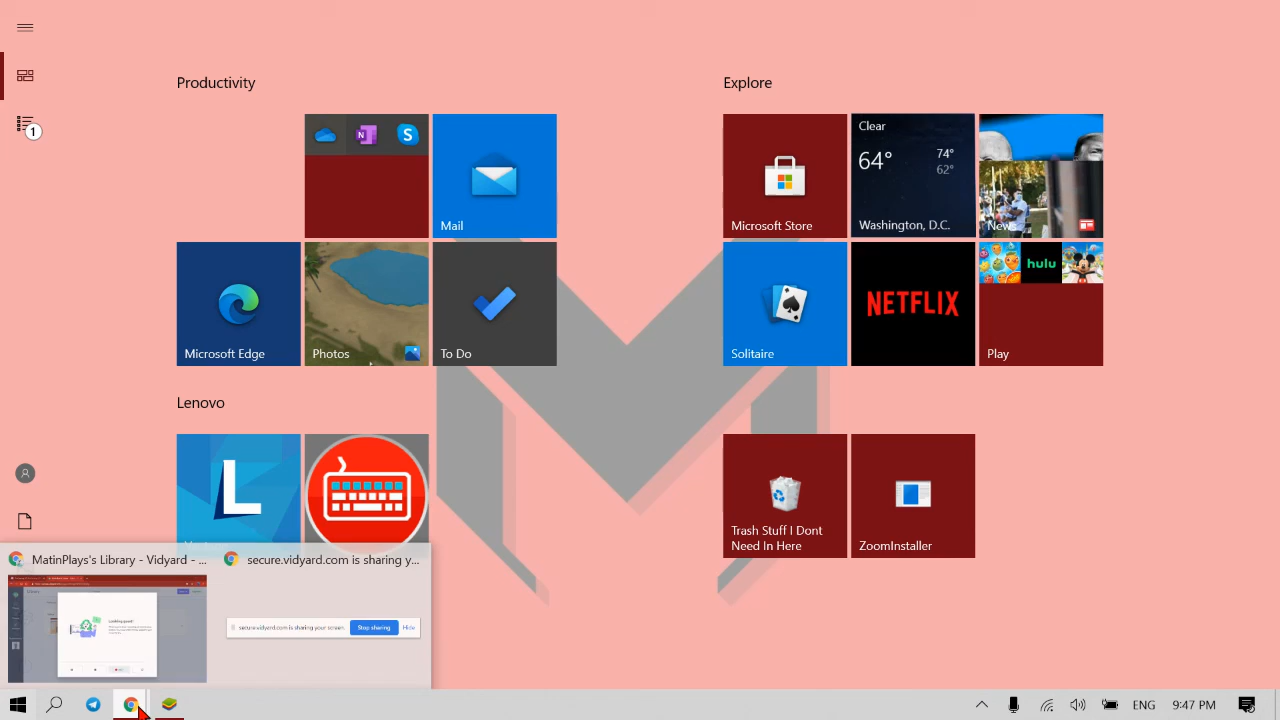 Productivity
Explore
1
N
S
Mail
Microsoft Store
Clear
64°
74°
62°
Washington, D.C.
News
Microsoft Edge
Photos
To Do
Solitaire
NETFLIX
hulu
Play
Lenovo
L
Trash Stuff I Dont
Need In Here
ZoomInstaller
MatinPlays's Library - Vidyard - ...
secure.vidyard.com is sharing y...
secure.vidyard.com is sharing your screen.
Stop sharing
Hide
ENG
9:47 PM